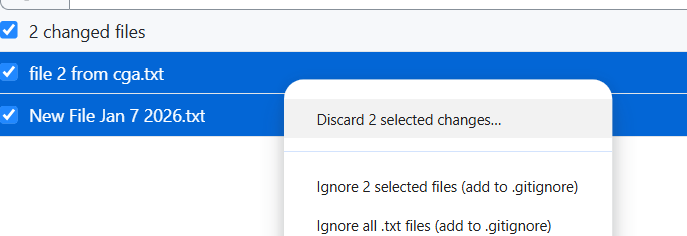 2 changed files
file 2 from cga.txt
New File Jan 7 2026.txt
Discard 2 selected changes...
Ignore 2 selected files (add to .gitignore)
Ignore all .txt files (add to .gitignore)